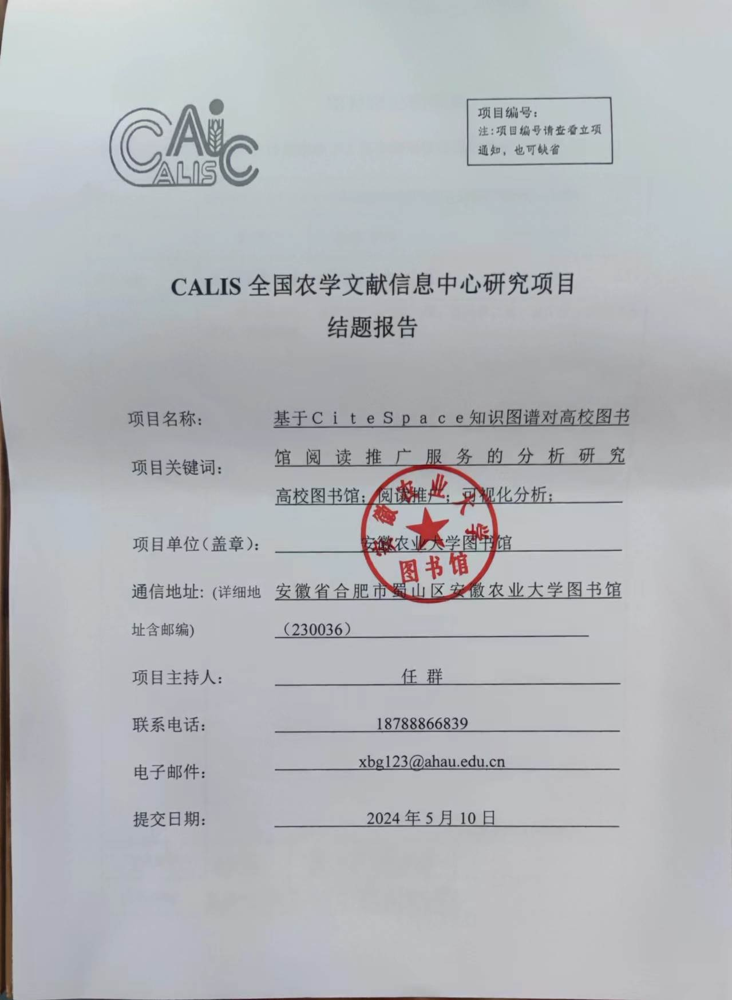 CALIS
CAiC
项目编号：
注：项目编号请查看立项
通知，也可缺省
CALIS 全国农学文献信息中心研究项目
结题报告
项目名称： 基于CiteSpace知识图谱对高校图书
馆阅读推广服务的分析研究
项目关键词：
高校图书馆；阅读推广；可视化分析；
项目单位（盖章）： 安徽农业大学图书馆
安徽农业大学
图书馆
通信地址：（详细地 安徽省合肥市蜀山区安徽农业大学图书馆
址含邮编） （230036）
项目主持人： 任 群
联系电话： 18788866839
电子邮件： xbg123@ahau.edu.cn
提交日期： 2024 年 5 月 10 日